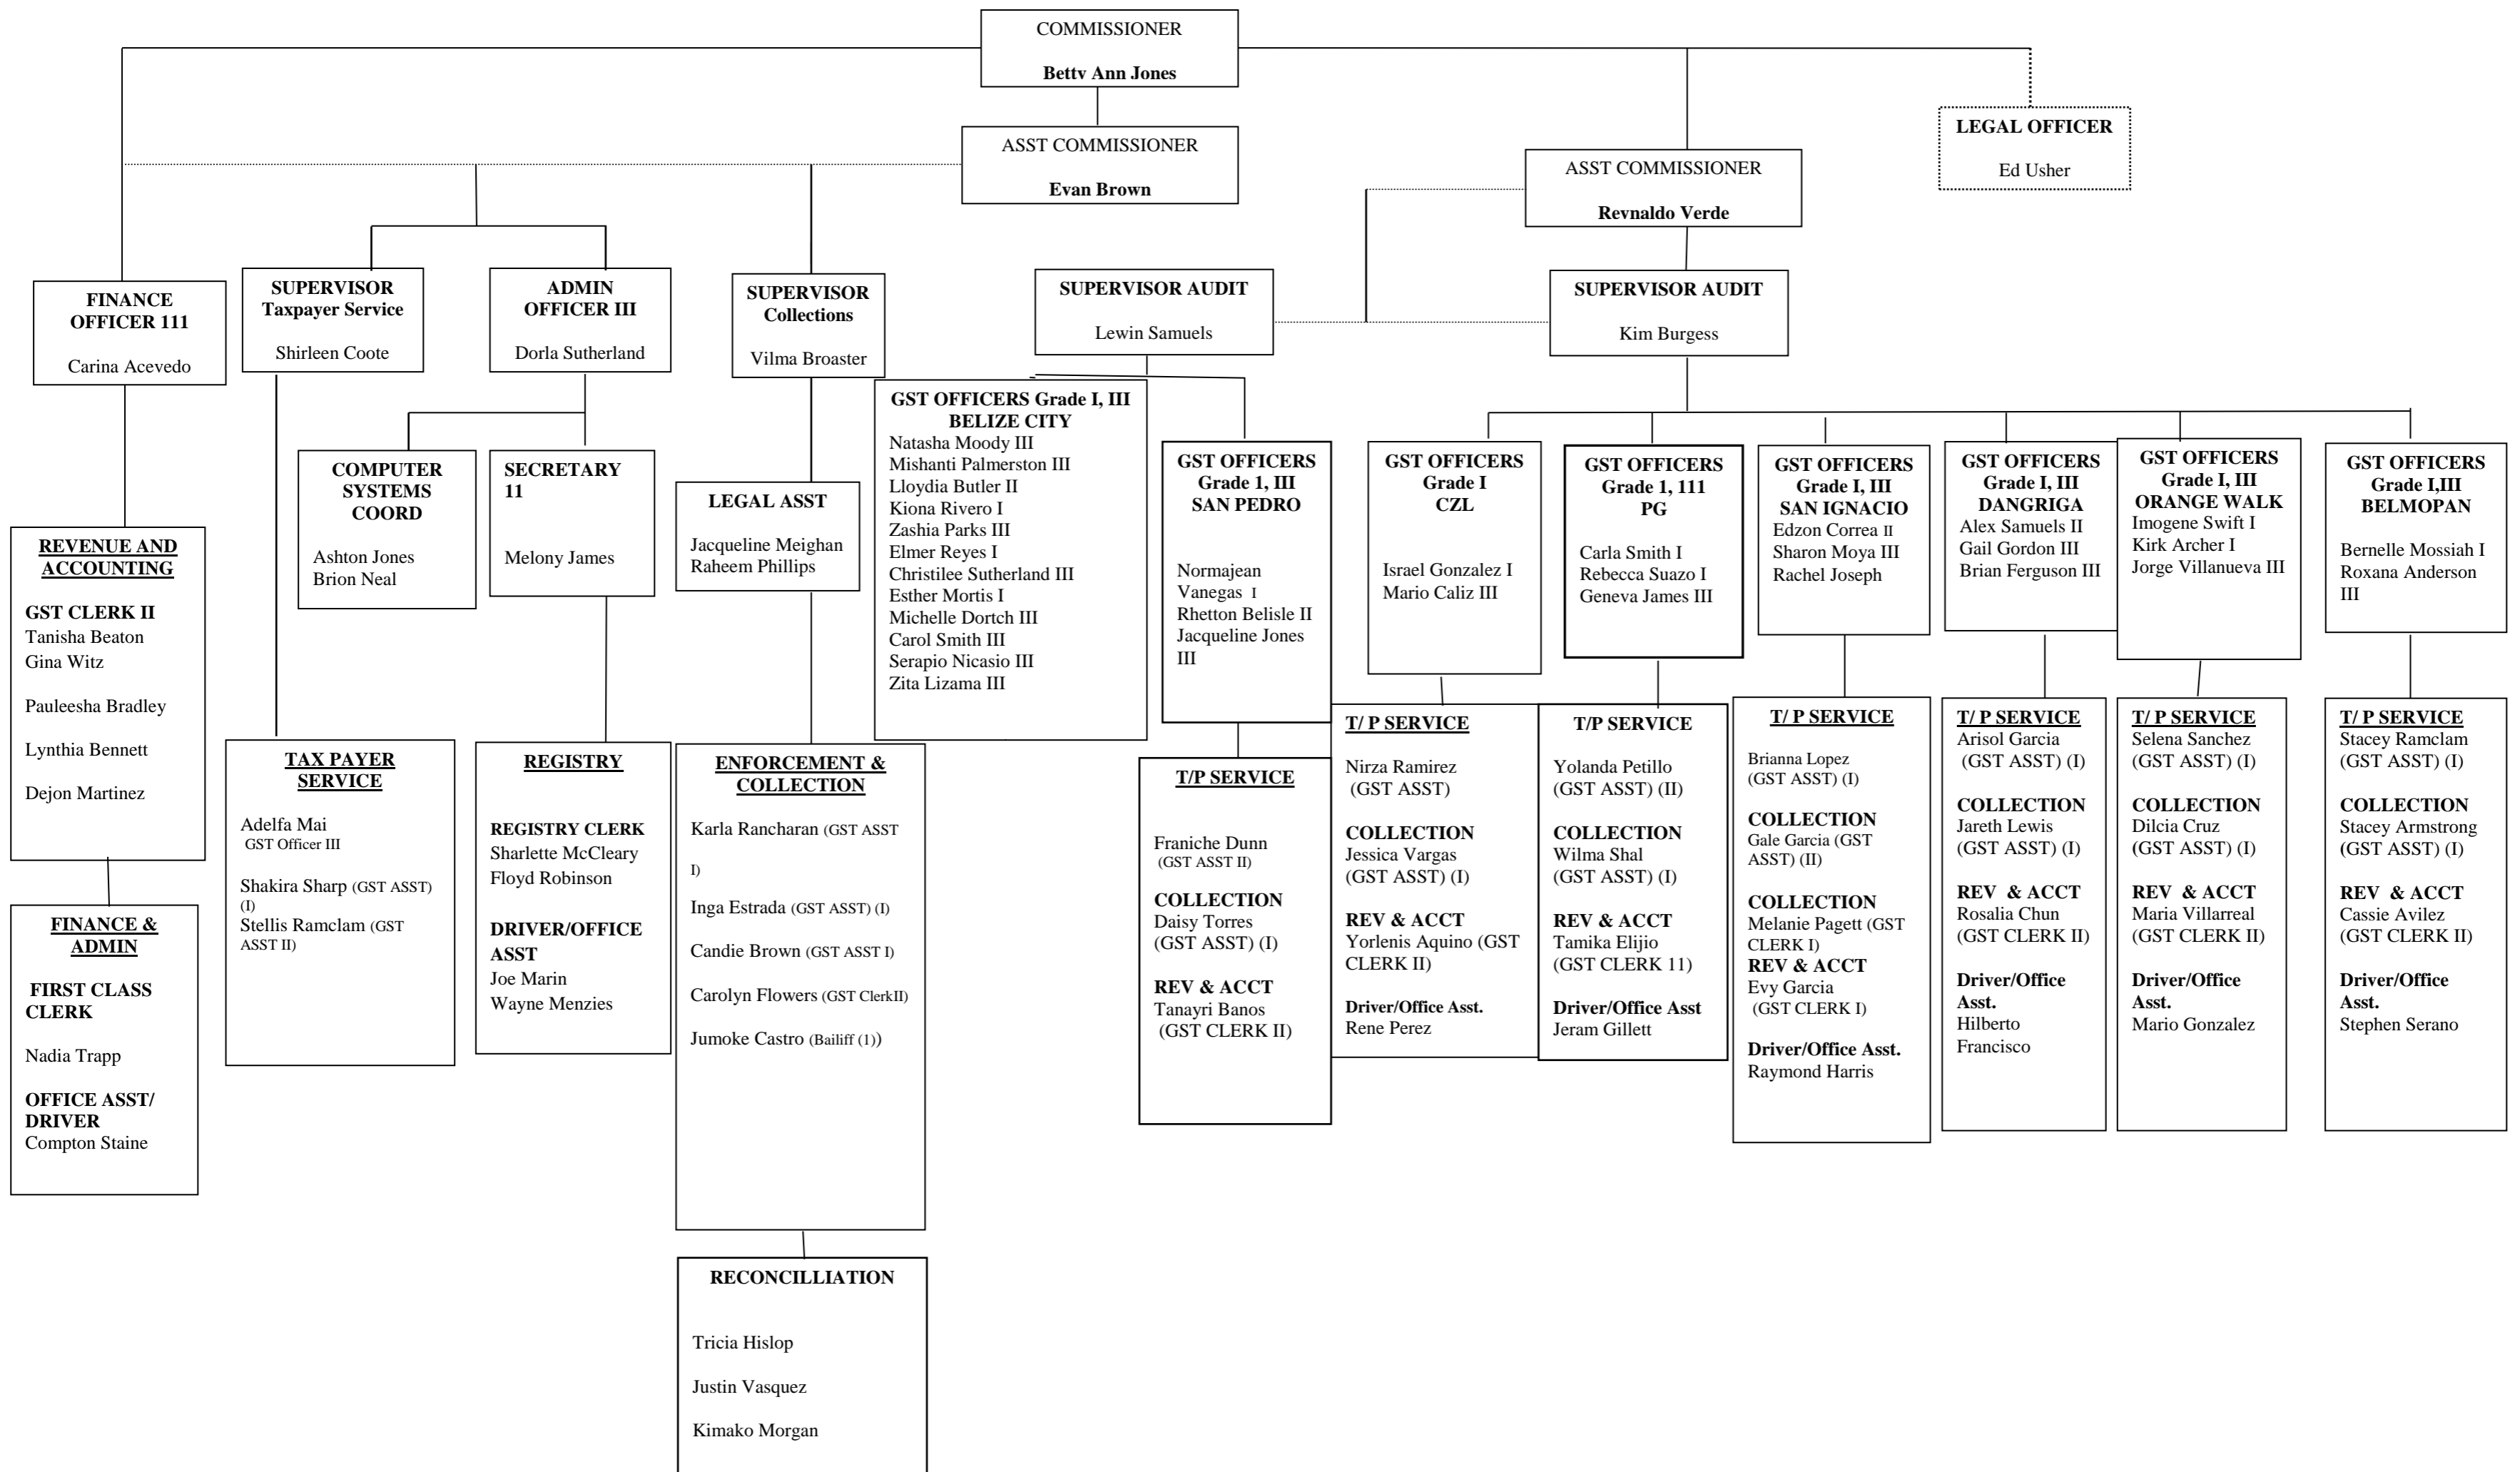 COMMISSIONER
Betty Ann Jones
ASST COMMISSIONER
Evan Brown
ASST COMMISSIONER
Reynaldo Verde
LEGAL OFFICER
Ed Usher
FINANCE
OFFICER 111
Carina Acevedo
SUPERVISOR
Taxpayer Service
Shirleen Coote
ADMIN
OFFICER III
Dorla Sutherland
SUPERVISOR
Collections
Vilma Broaster
SUPERVISOR AUDIT
Lewin Samuels
SUPERVISOR AUDIT
Kim Burgess
COMPUTER
SYSTEMS
COORD
Ashton Jones
Brion Neal
SECRETARY
11
Melony James
LEGAL ASST
Jacqueline Meighan
Raheem Phillips
GST OFFICERS Grade I, III
BELIZE CITY
Natasha Moody III
Mishanti Palmerston III
Lloydia Butler II
Kiona Rivero I
Zashia Parks III
Elmer Reyes I
Christilee Sutherland III
Esther Mortis I
Michelle Dortch III
Carol Smith III
Serapio Nicasio III
Zita Lizama III
GST OFFICERS
Grade 1, III
SAN PEDRO
Normajean
Vanegas I
Rhetton Belisle II
Jacqueline Jones
III
GST OFFICERS
Grade I
CZL
Israel Gonzalez I
Mario Caliz III
GST OFFICERS
Grade 1, 111
PG
Carla Smith I
Rebecca Suazo I
Geneva James III
GST OFFICERS
Grade I, III
SAN IGNACIO
Edzon Correa II
Sharon Moya III
Rachel Joseph
GST OFFICERS
Grade I, III
DANGRIGA
Alex Samuels II
Gail Gordon III
Brian Ferguson III
GST OFFICERS
Grade I, III
ORANGE WALK
Imogene Swift I
Kirk Archer I
Jorge Villanueva III
GST OFFICERS
Grade I,III
BELMOPAN
Bernelle Mossiah I
Roxana Anderson
III
REVENUE AND
ACCOUNTING
GST CLERK II
Tanisha Beaton
Gina Witz
Pauleesha Bradley
Lynthia Bennett
Dejon Martinez
FINANCE &
ADMIN
FIRST CLASS
CLERK
Nadia Trapp
OFFICE ASST/
DRIVER
Compton Staine
TAX PAYER
SERVICE
Adelfa Mai
GST Officer III
Shakira Sharp (GST ASST)
(I)
Stellis Ramclam (GST
ASST II)
REGISTRY
REGISTRY CLERK
Sharlette McCleary
Floyd Robinson
DRIVER/OFFICE
ASST
Joe Marin
Wayne Menzies
ENFORCEMENT &
COLLECTION
Karla Rancharan (GST ASST
I)
Inga Estrada (GST ASST) (I)
Candie Brown (GST ASST I)
Carolyn Flowers (GST ClerkII)
Jumoke Castro (Bailiff (1))
RECONCILLIATION
Tricia Hislop
Justin Vasquez
Kimako Morgan
T/P SERVICE
Franiche Dunn
(GST ASST II)
COLLECTION
Daisy Torres
(GST ASST) (I)
REV & ACCT
Tanayri Banos
(GST CLERK II)
T/ P SERVICE
Nirza Ramirez
(GST ASST)
COLLECTION
Jessica Vargas
(GST ASST) (I)
REV & ACCT
Yorlenis Aquino (GST
CLERK II)
Driver/Office Asst.
Rene Perez
T/P SERVICE
Yolanda Petillo
(GST ASST) (II)
COLLECTION
Wilma Shal
(GST ASST) (I)
REV & ACCT
Tamika Elijio
(GST CLERK 11)
Driver/Office Asst
Jeram Gillett
T/ P SERVICE
Brianna Lopez
(GST ASST) (I)
COLLECTION
Gale Garcia (GST
ASST) (II)
COLLECTION
Melanie Pagett (GST
CLERK I)
REV & ACCT
Evy Garcia
(GST CLERK I)
Driver/Office Asst.
Raymond Harris
T/ P SERVICE
Arisol Garcia
(GST ASST) (I)
COLLECTION
Jareth Lewis
(GST ASST) (I)
REV & ACCT
Rosalia Chun
(GST CLERK II)
Driver/Office
Asst.
Hilberto
Francisco
T/ P SERVICE
Selena Sanchez
(GST ASST) (I)
COLLECTION
Dilcia Cruz
(GST ASST) (I)
REV & ACCT
Maria Villarreal
(GST CLERK II)
Driver/Office
Asst.
Mario Gonzalez
T/ P SERVICE
Stacey Ramclam
(GST ASST) (I)
COLLECTION
Stacey Armstrong
(GST ASST) (I)
REV & ACCT
Cassie Avilez
(GST CLERK II)
Driver/Office
Asst.
Stephen Serano